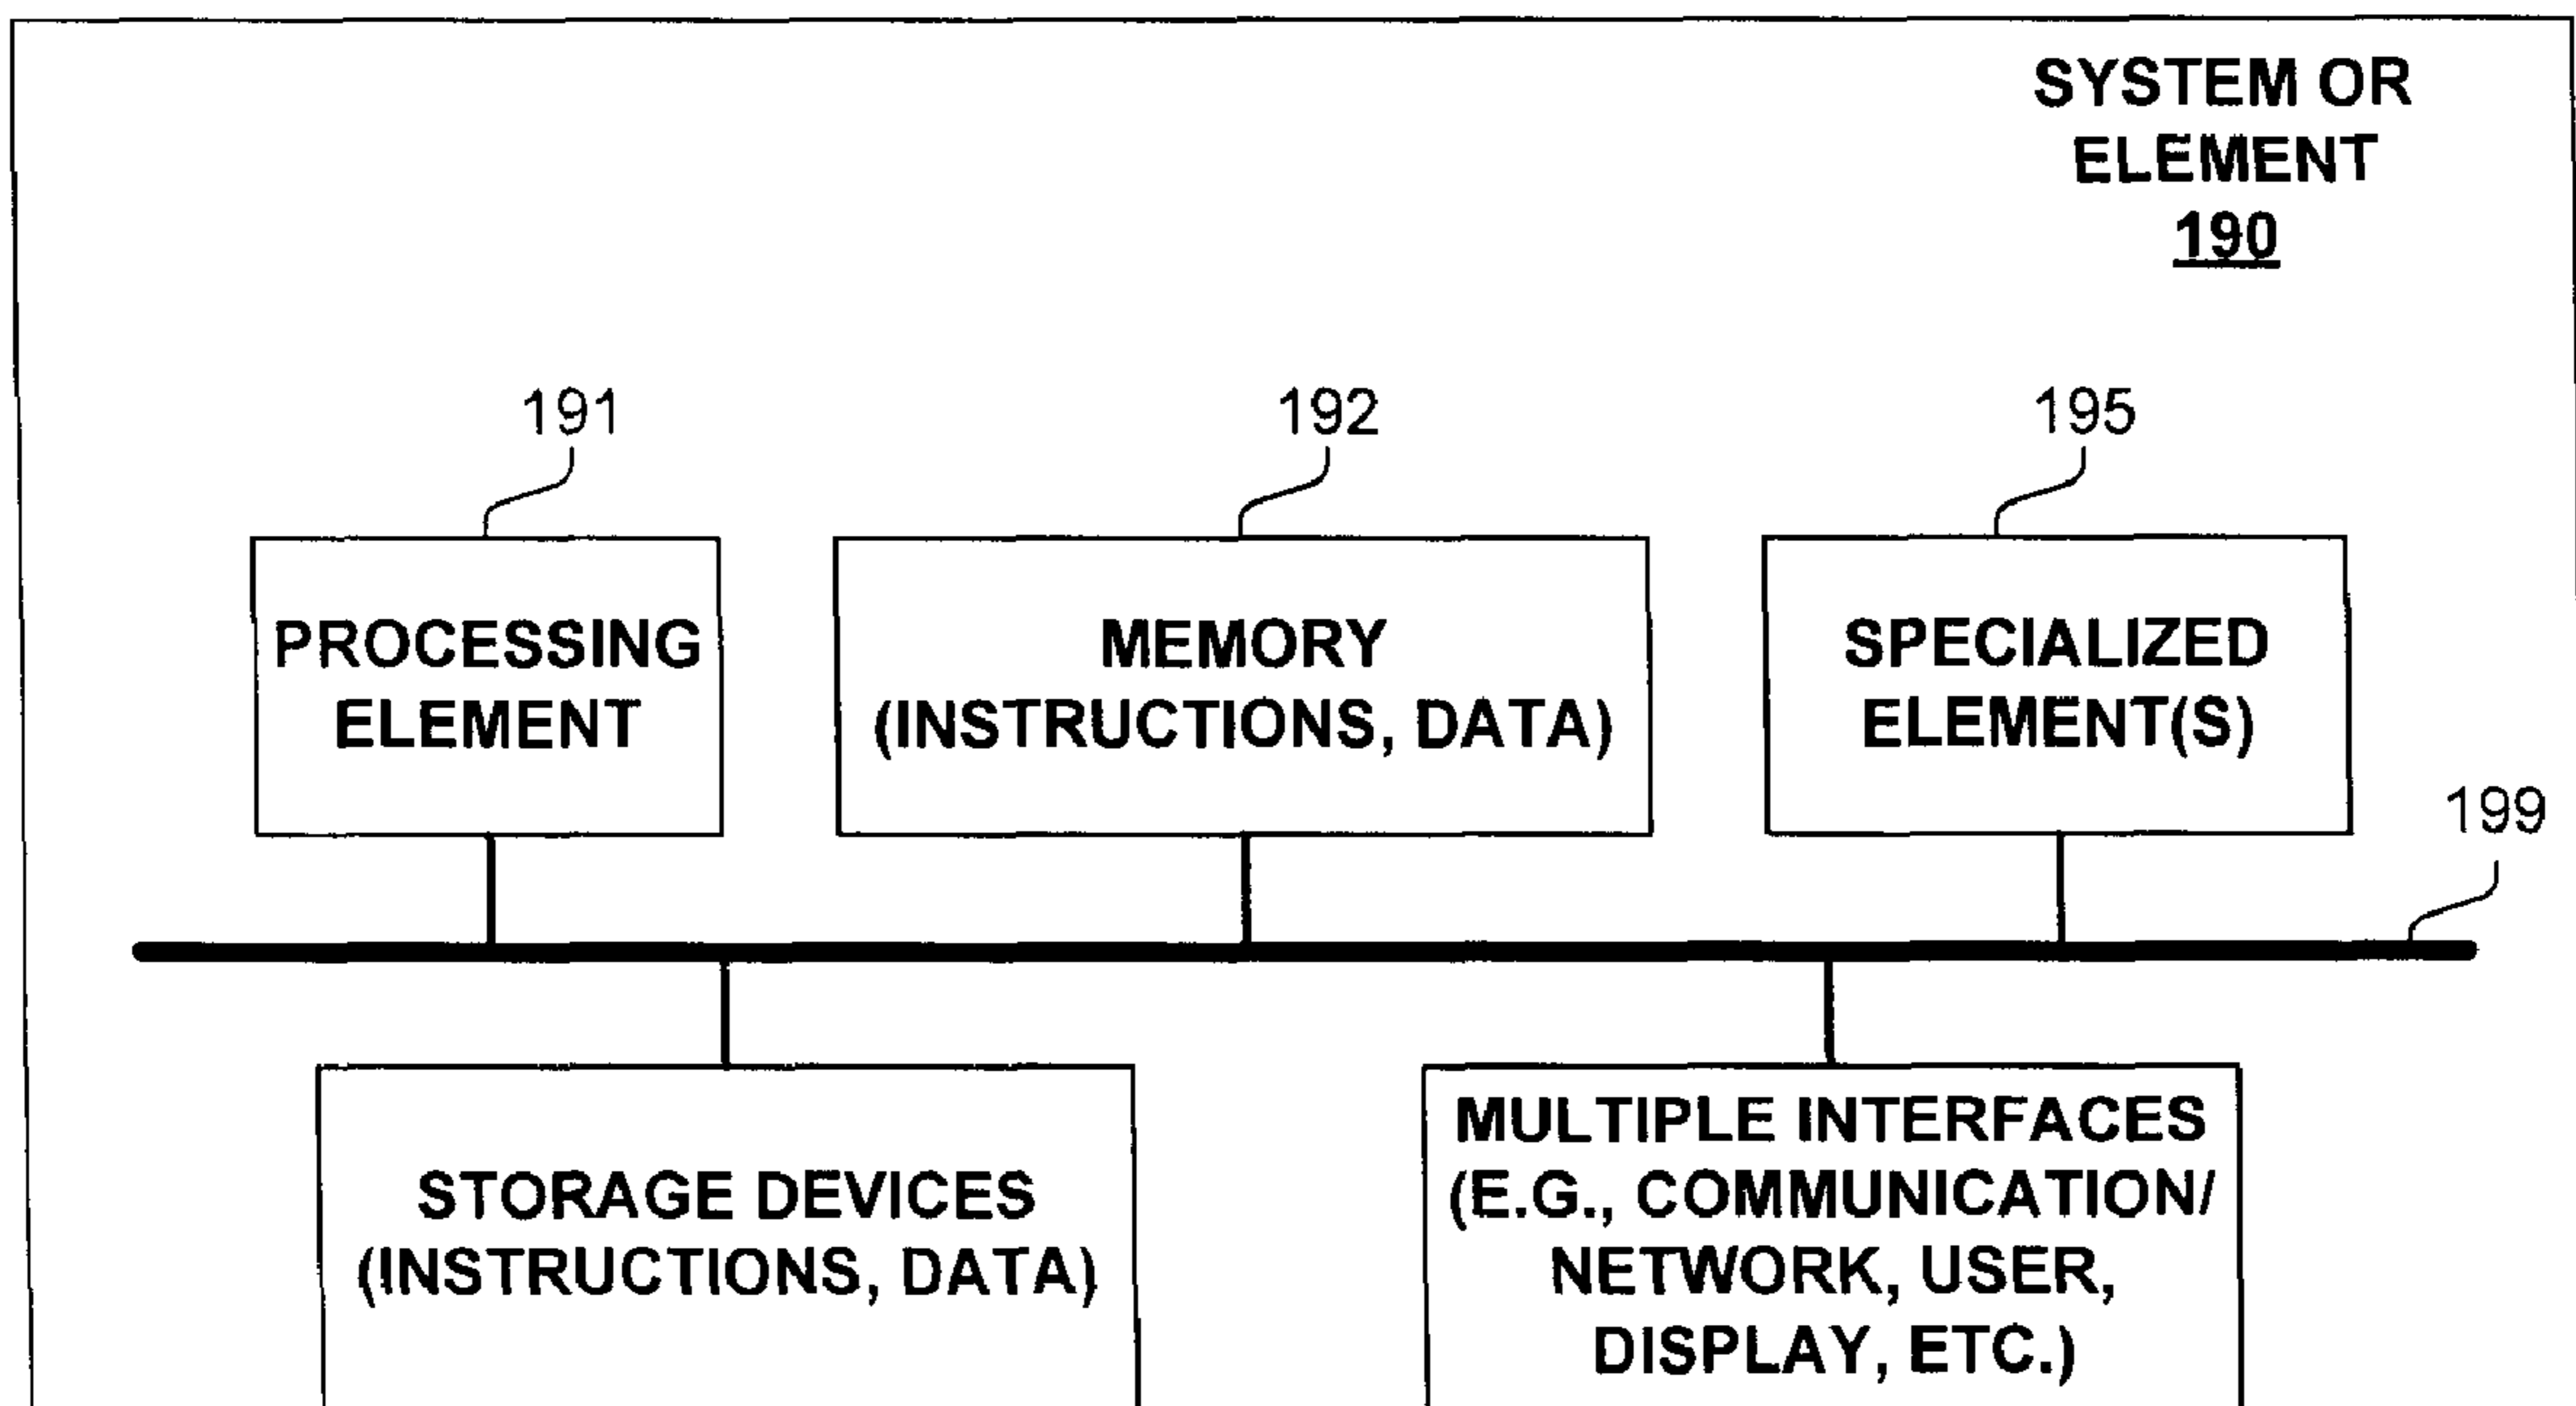 SYSTEM OR
ELEMENT
190
191
192
195
PROCESSING
ELEMENT
MEMORY
(INSTRUCTIONS, DATA)
SPECIALIZED
ELEMENT(S)
199
STORAGE DEVICES
(INSTRUCTIONS, DATA)
MULTIPLE INTERFACES
(E.G., COMMUNICATION/
NETWORK, USER,
DISPLAY, ETC.)